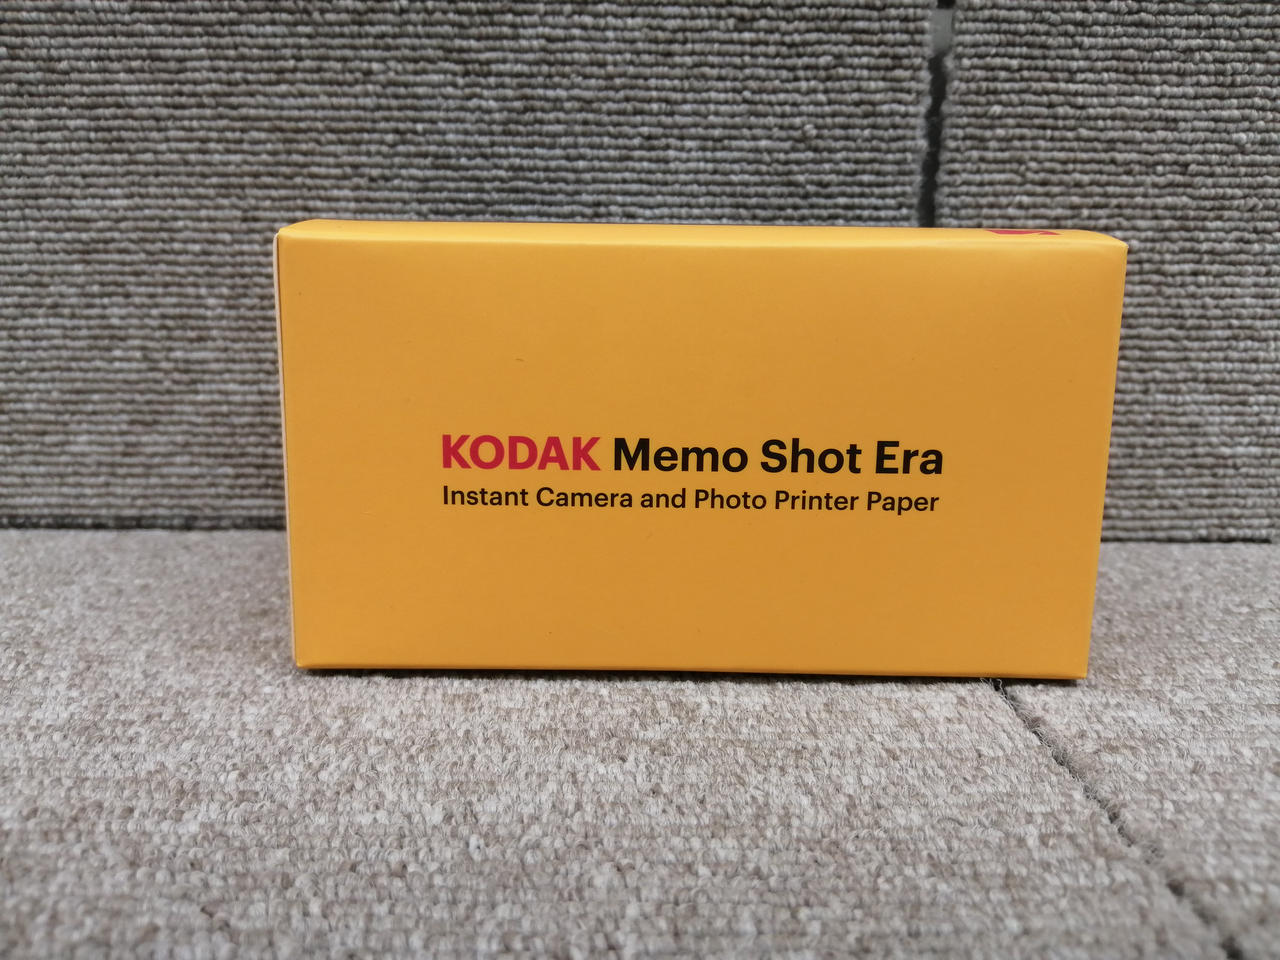 KODAK Memo Shot Era
Instant Camera and Photo Printer Paper